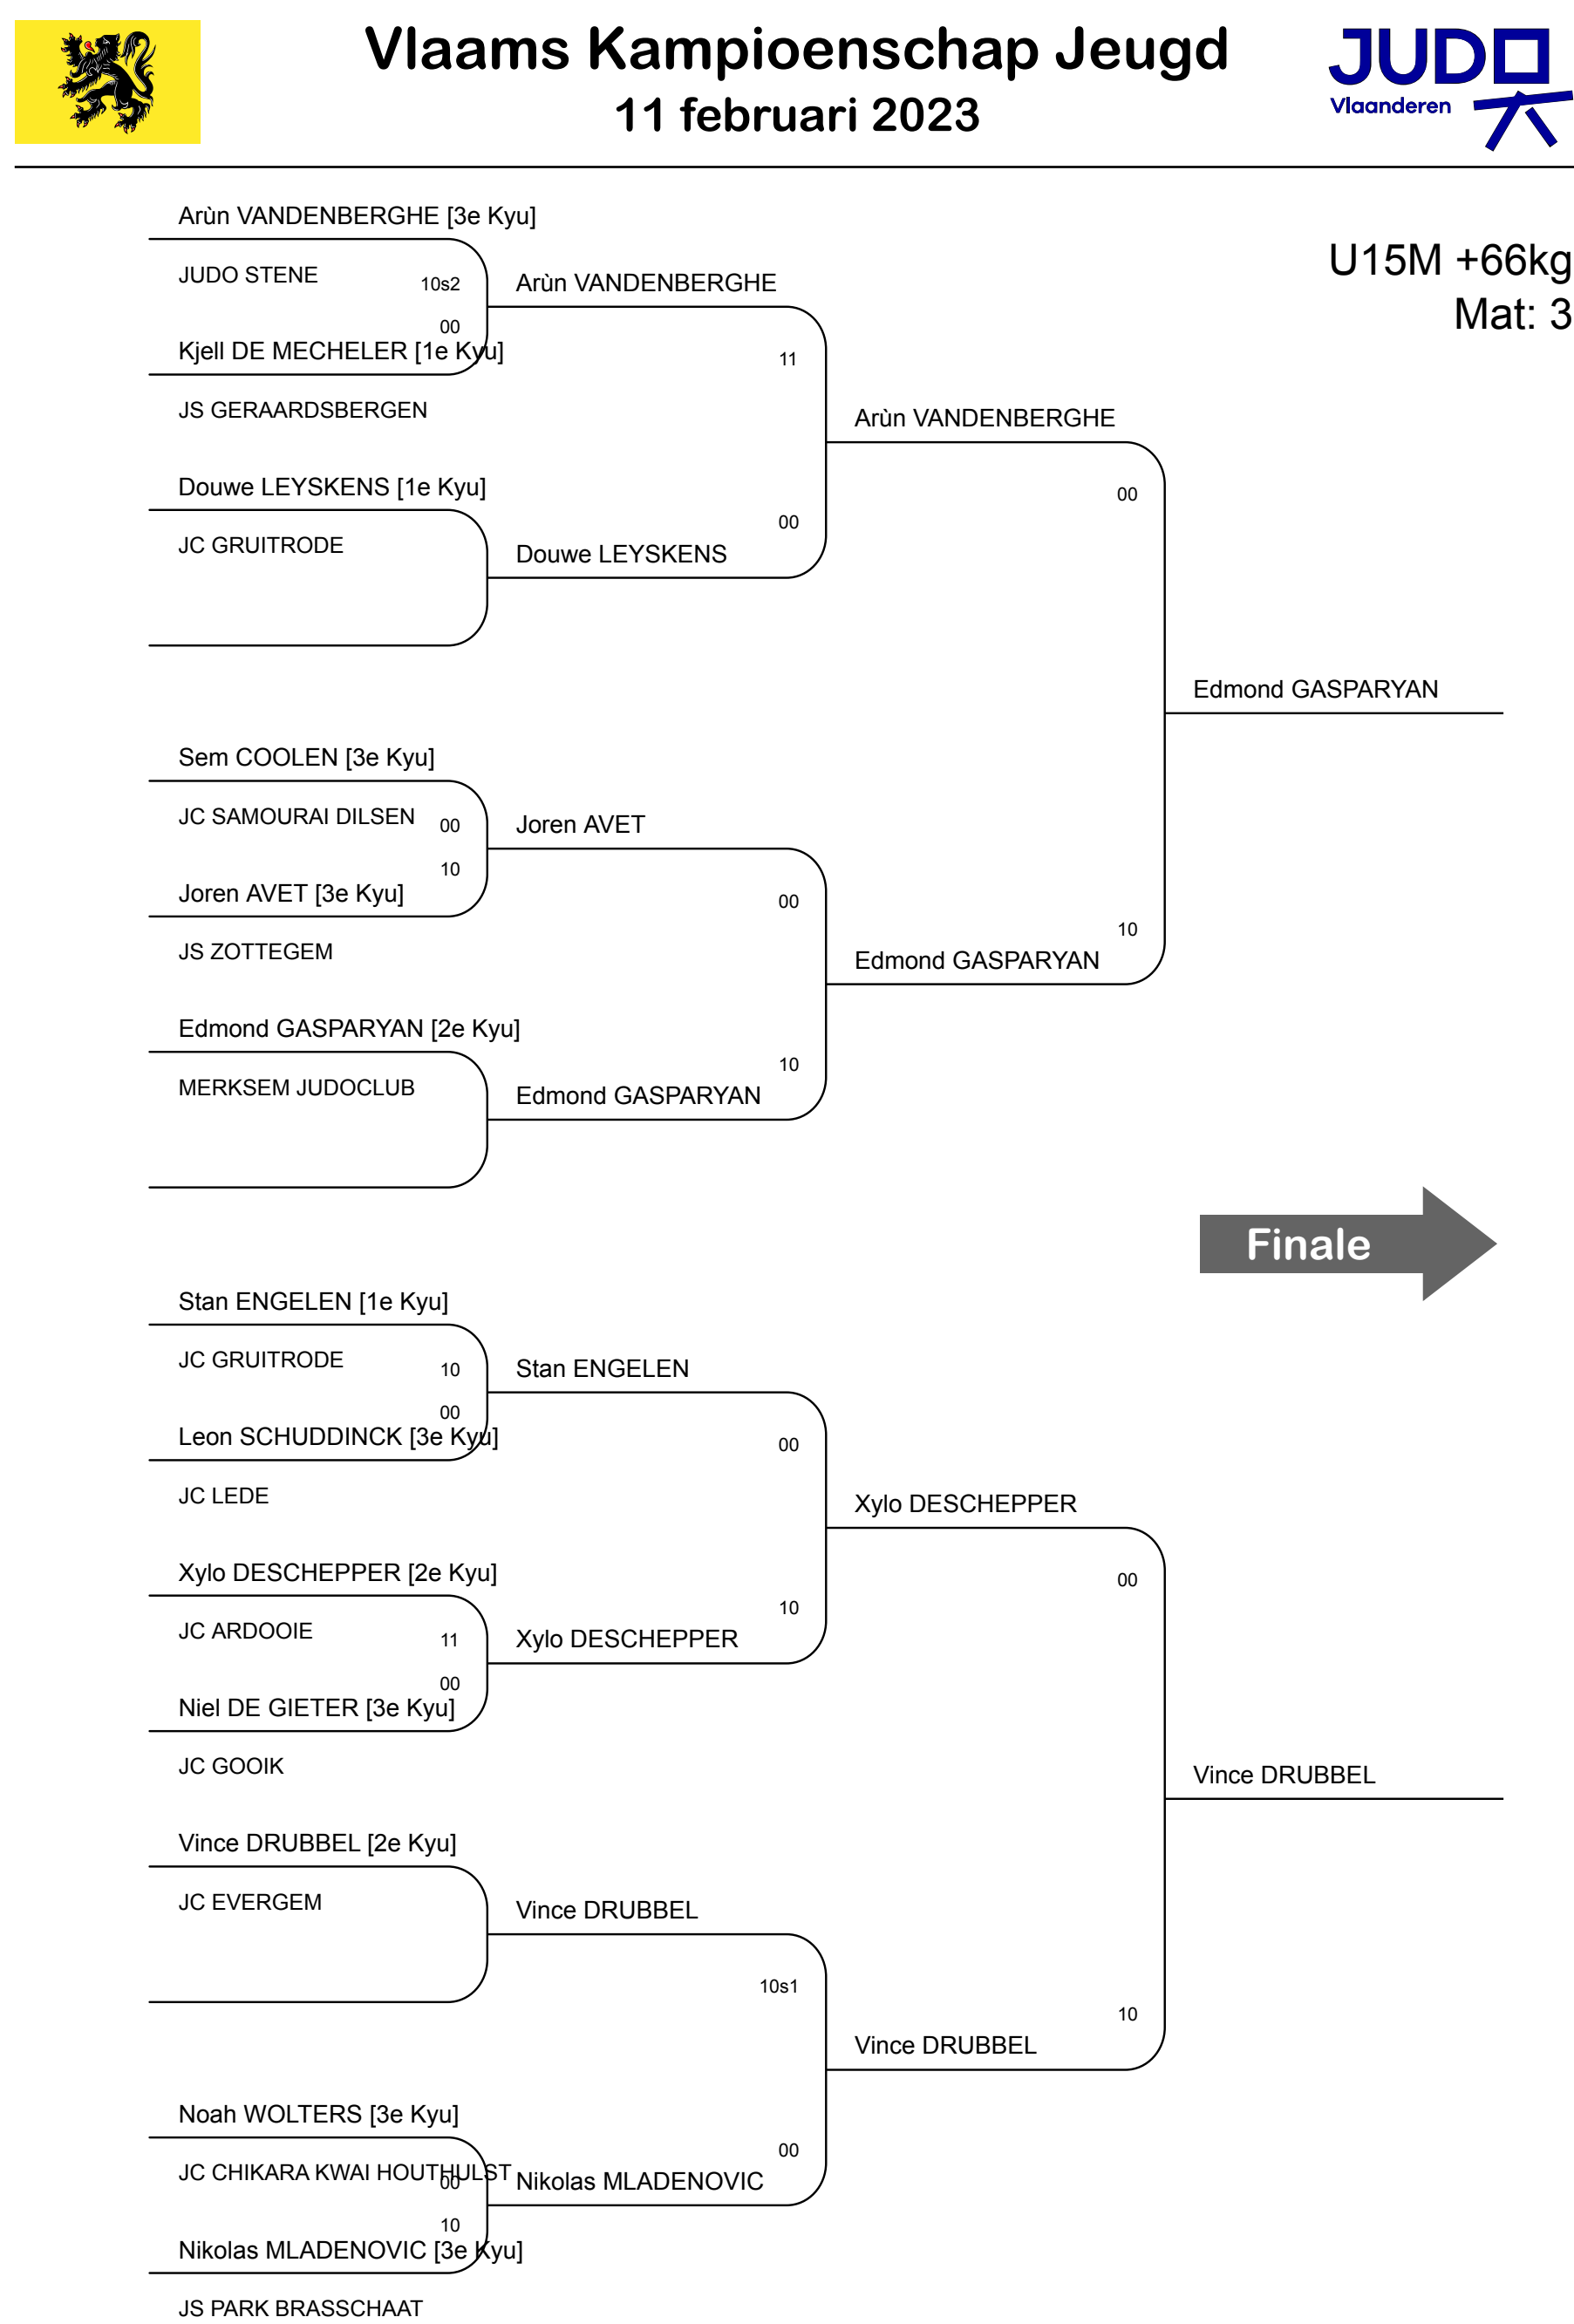 Vlaams Kampioenschap Jeugd
11 februari 2023
JUDO
Vlaanderen
U15M +66kg
Mat: 3
Arùn VANDENBERGHE [3e Kyu]
JUDO STENE
10s2
Arùn VANDENBERGHE
00
Kjell DE MECHELER [1e Kyu]
11
JS GERAARDSBERGEN
Arùn VANDENBERGHE
Douwe LEYSKENS [1e Kyu]
00
00
JC GRUITRODE
Douwe LEYSKENS
Edmond GASPARYAN
Sem COOLEN [3e Kyu]
JC SAMOURAI DILSEN
00
Joren AVET
10
Joren AVET [3e Kyu]
00
10
JS ZOTTEGEM
Edmond GASPARYAN
Edmond GASPARYAN [2e Kyu]
10
MERKSEM JUDOCLUB
Edmond GASPARYAN
Finale
Stan ENGELEN [1e Kyu]
JC GRUITRODE
10
Stan ENGELEN
00
Leon SCHUDDINCK [3e Kyu]
00
JC LEDE
Xylo DESCHEPPER
Xylo DESCHEPPER [2e Kyu]
00
10
JC ARDOOIE
11
Xylo DESCHEPPER
00
Niel DE GIETER [3e Kyu]
JC GOOIK
Vince DRUBBEL
Vince DRUBBEL [2e Kyu]
JC EVERGEM
Vince DRUBBEL
10s1
10
Vince DRUBBEL
Noah WOLTERS [3e Kyu]
00
JC CHIKARA KWAI HOUTHULST
00
Nikolas MLADENOVIC
10
Nikolas MLADENOVIC [3e Kyu]
JS PARK BRASSCHAAT